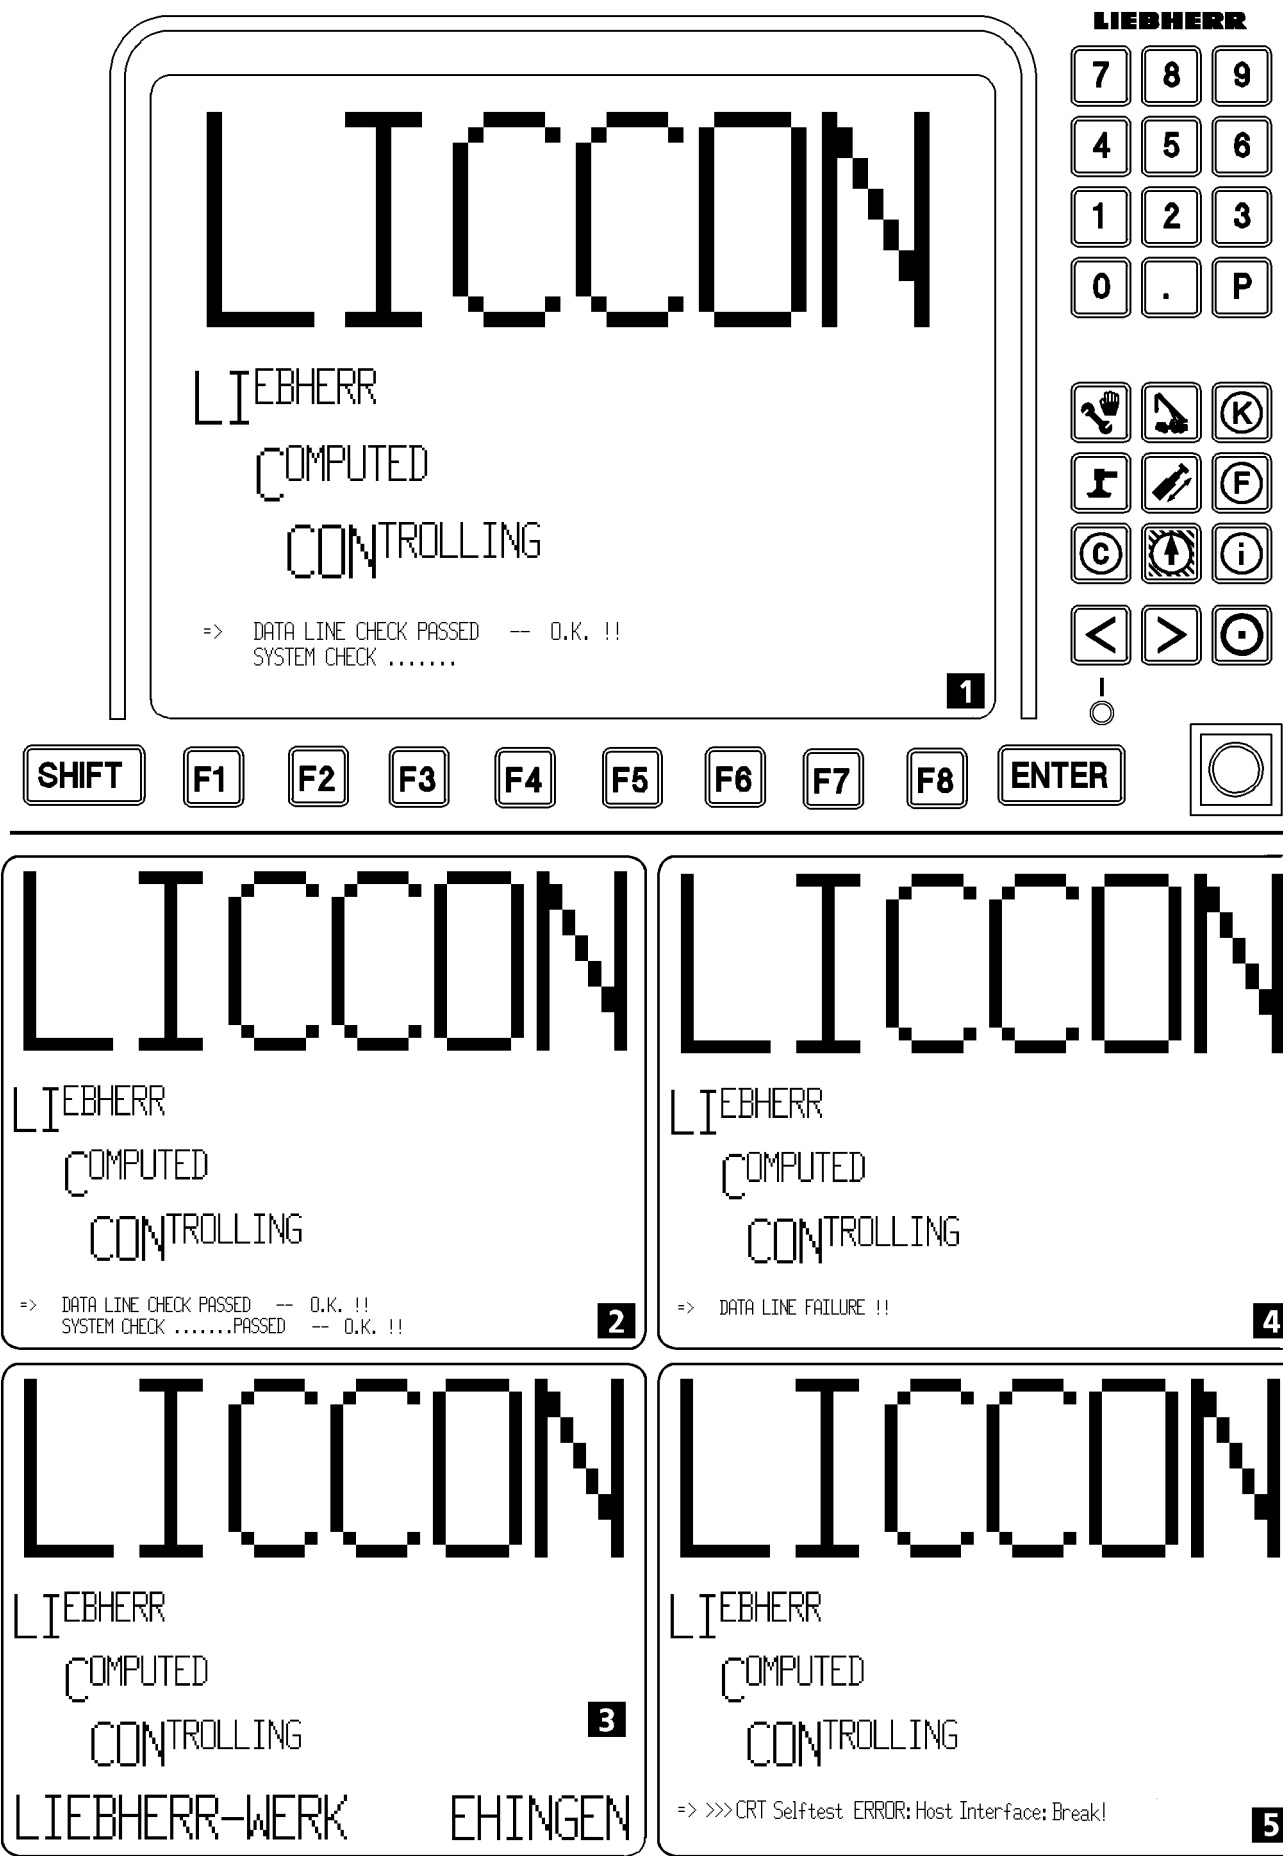 LIEBHERR
7 8 9
4 5 6
1 2 3
0 . P
K
F
C i
< >
LICCON
LIEBHERR
COMPUTED
CONTROLLING
=> DATA LINE CHECK PASSED -- O.K. !!
SYSTEM CHECK .......
1
SHIFT F1 F2 F3 F4 F5 F6 F7 F8 ENTER
LICCON
LIEBHERR
COMPUTED
CONTROLLING
=> DATA LINE CHECK PASSED -- O.K. !!
SYSTEM CHECK .......PASSED -- O.K. !!
2
LICCON
LIEBHERR
COMPUTED
CONTROLLING
=> DATA LINE FAILURE !!
4
LICCON
LIEBHERR
COMPUTED
CONTROLLING
3
LIEBHERR-WERK EHINGEN
LICCON
LIEBHERR
COMPUTED
CONTROLLING
=> >>>CRT Selftest ERROR: Host Interface: Break!
5